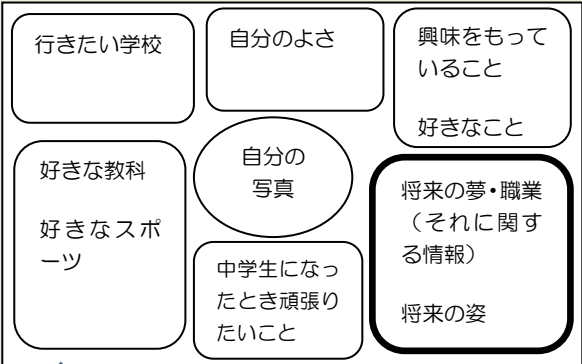 行きたい学校
自分のよさ
興味をもって
いること
好きなこと
好きな教科
好きなスポ
ーツ
自分の
写真
将来の夢・職業
（それに関す
る情報）
将来の姿
中学生になっ
たとき頑張り
たいこと